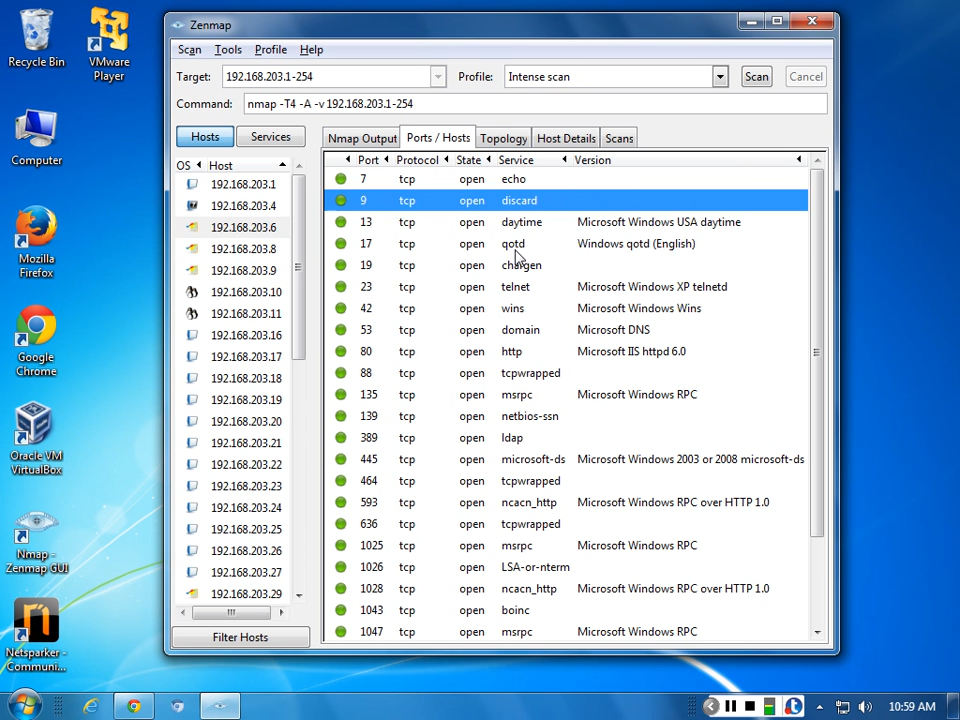 Recycle Bin
VMware
Player
Computer
Mozilla
Firefox
Google
Chrome
Oracle VM
VirtualBox
Nmap -
Zenmap GUI
Netsparker -
Communi...
Zenmap
Scan Tools Profile Help
Target: 192.168.203.1-254 Profile: Intense scan Scan Cancel
Command: nmap -T4 -A -v 192.168.203.1-254
Hosts Services
Nmap Output Ports / Hosts Topology Host Details Scans
OS Host
192.168.203.1
192.168.203.4
192.168.203.6
192.168.203.8
192.168.203.9
192.168.203.10
192.168.203.11
192.168.203.16
192.168.203.17
192.168.203.18
192.168.203.19
192.168.203.20
192.168.203.21
192.168.203.22
192.168.203.23
192.168.203.24
192.168.203.25
192.168.203.26
192.168.203.27
192.168.203.29
Filter Hosts
Port Protocol State Service Version
7 tcp open echo
9 tcp open discard
13 tcp open daytime Microsoft Windows USA daytime
17 tcp open qotd Windows qotd (English)
19 tcp open chargen
23 tcp open telnet Microsoft Windows XP telnetd
42 tcp open wins Microsoft Windows Wins
53 tcp open domain Microsoft DNS
80 tcp open http Microsoft IIS httpd 6.0
88 tcp open tcpwrapped
135 tcp open msrpc Microsoft Windows RPC
139 tcp open netbios-ssn
389 tcp open ldap
445 tcp open microsoft-ds Microsoft Windows 2003 or 2008 microsoft-ds
464 tcp open tcpwrapped
593 tcp open ncacn_http Microsoft Windows RPC over HTTP 1.0
636 tcp open tcpwrapped
1025 tcp open msrpc Microsoft Windows RPC
1026 tcp open LSA-or-nterm
1028 tcp open ncacn_http Microsoft Windows RPC over HTTP 1.0
1043 tcp open boinc
1047 tcp open msrpc Microsoft Windows RPC
10:59 AM